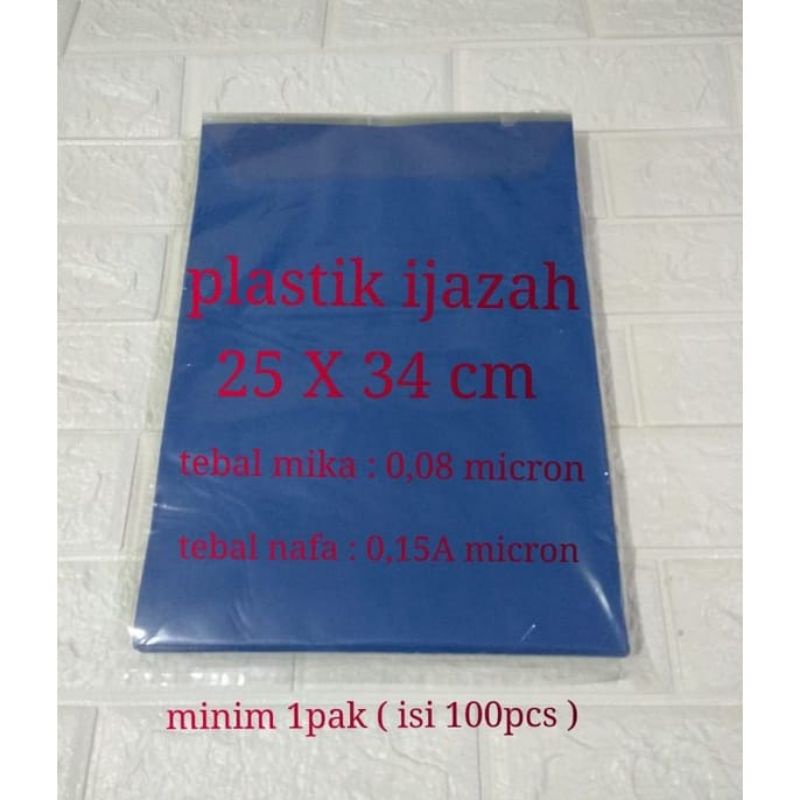 plastik ijazah
25 X 34 cm
tebal mika : 0,08 micron
tebal nafa : 0,15A micron
minim 1pak ( isi 100pcs )